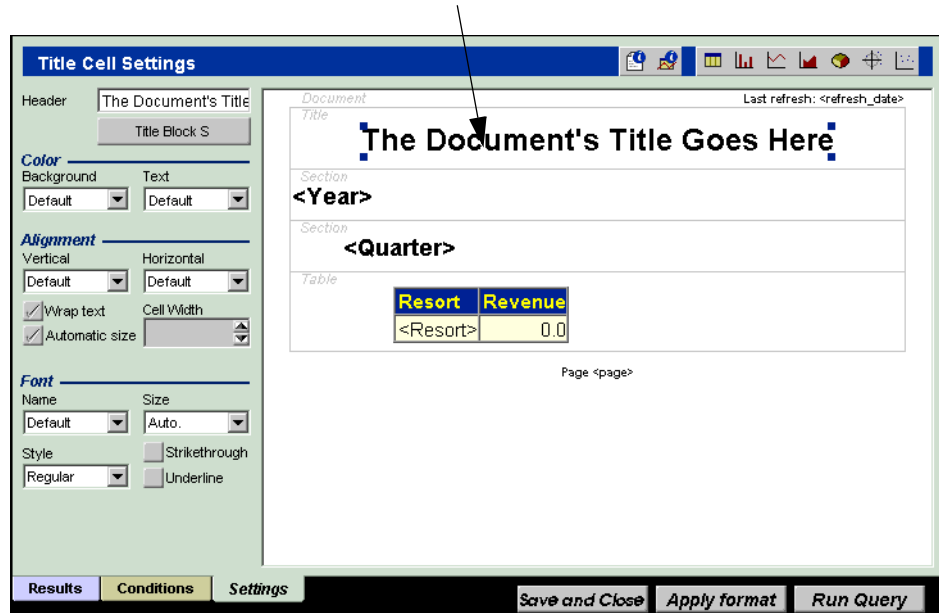 Title Cell Settings
Header
The Document's Title
Title Block S
Color
Background Text
Default Default
Alignment
Vertical Horizontal
Default Default
Wrap text Cell Width
Automatic size
Font
Name Size
Default Auto.
Style Strikethrough
Regular Underline
Document Last refresh: <refresh_date>
Title
The Document's Title Goes Here
Section
<Year>
Section
<Quarter>
Table
Resort Revenue
<Resort> 0.0
Page <page>
Results Conditions Settings
Save and Close Apply format Run Query